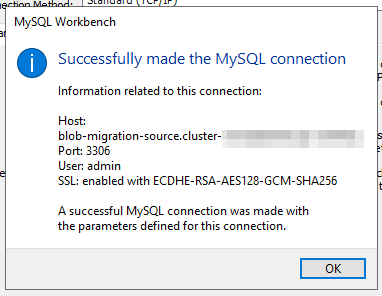 nection Method:
Standard (TCP/IP)
MySQL Workbench
Successfully made the MySQL connection
Information related to this connection:
Host:
blob-migration-source.cluster-
Port: 3306
User: admin
SSL: enabled with ECDHE-RSA-AES128-GCM-SHA256
A successful MySQL connection was made with
the parameters defined for this connection.
OK